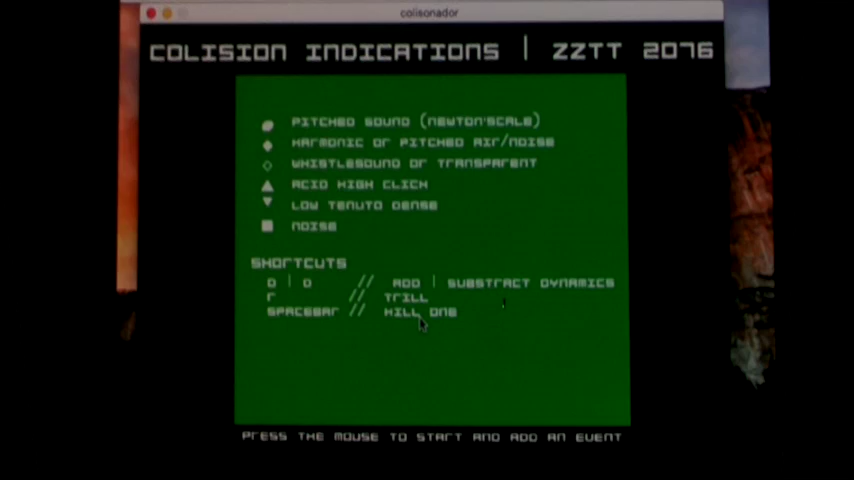 colisonador
COLISION INDICATIONS | ZZTT 2076
PITCHED SOUND (NEWTON'SCALE)
HARMONIC OR PITCHED AIR/NOISE
WHISTLESOUND OR TRANSPARENT
ACID HIGH CLICK
LOW TENUTO DENSE
NOISE
SHORTCUTS
D | D // ADD | SUBSTRACT DYNAMICS
r // TRILL
SPACEBAR // KILL ONE
PRESS THE MOUSE TO START AND ADD AN EVENT